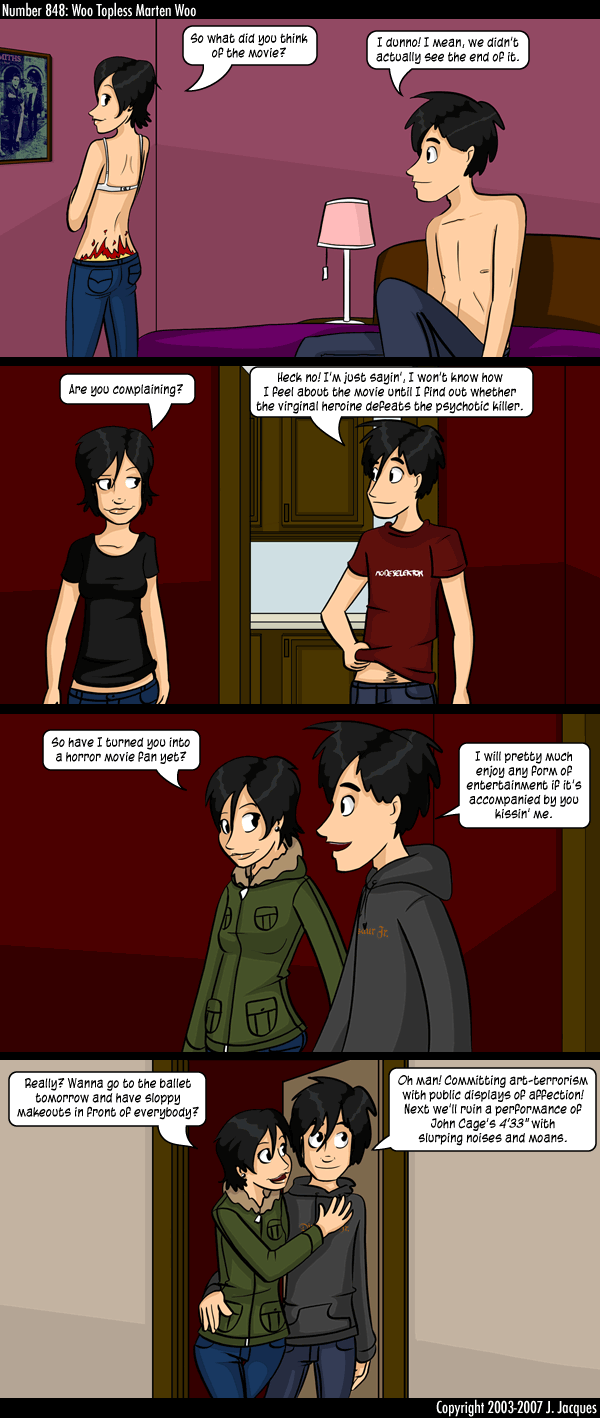 Number 848: Woo Topless Marten Woo
So what did you think
of the movie?
I dunno! I mean, we didn't
actually see the end of it.
Are you complaining?
Heck no! I'm just sayin', I won't know how
I feel about the movie until I find out whether
the virginal heroine defeats the psychotic killer.
MODESELEKTOR
So have I turned you into
a horror movie fan yet?
I will pretty much
enjoy any form of
entertainment if it's
accompanied by you
kissin' me.
Really? Wanna go to the ballet
tomorrow and have sloppy
makeouts in front of everybody?
Oh man! Committing art-terrorism
with public displays of affection!
Next we'll ruin a performance of
John Cage's 4'33" with
slurping noises and moans.
Copyright 2003-2007 J. Jacques